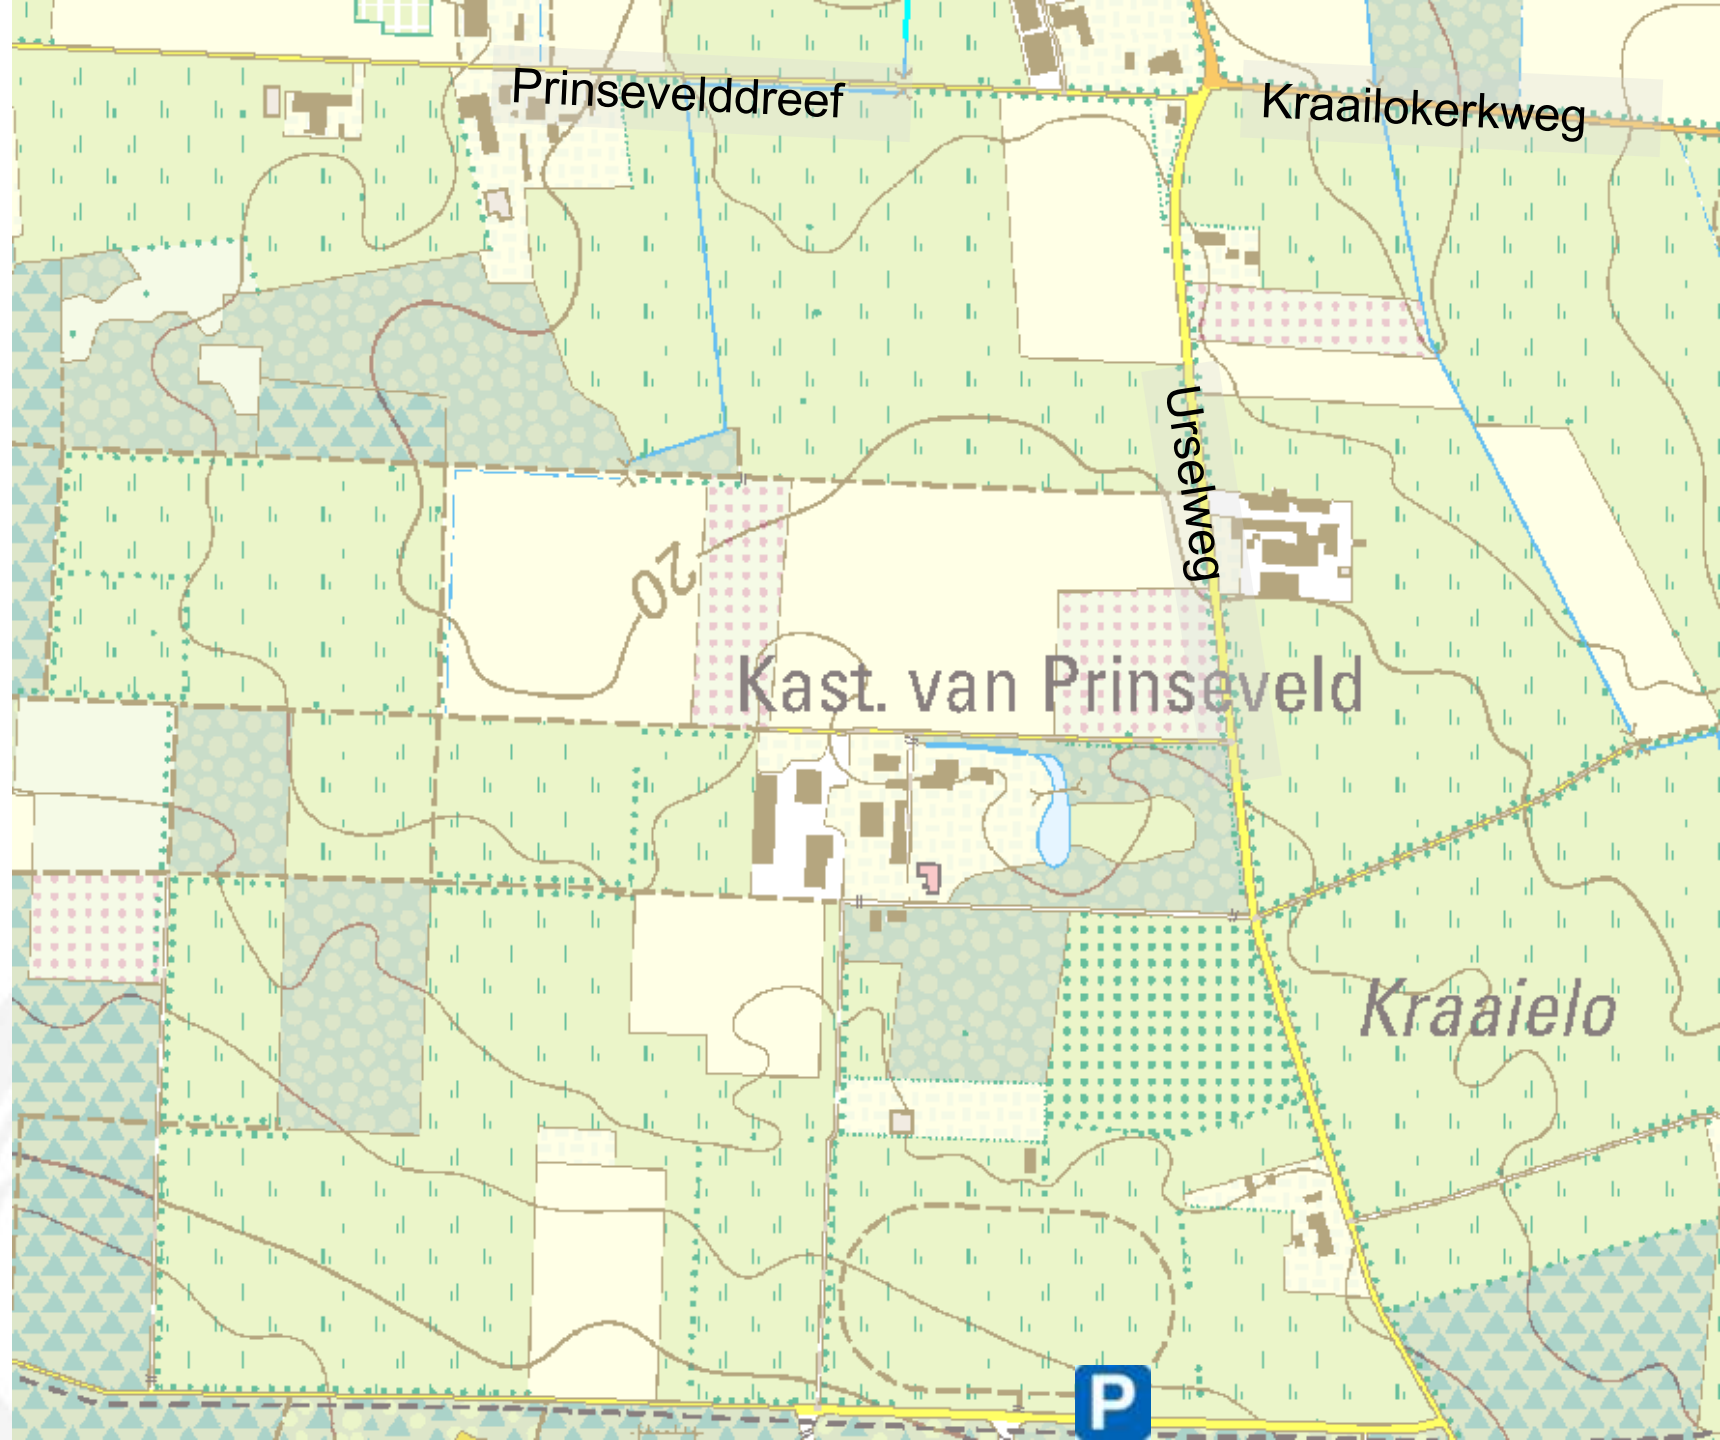 Prinsevelddreef
Kraailokerkweg
Urselweg
20
Kast. van Prinseveld
Kraaielo
P